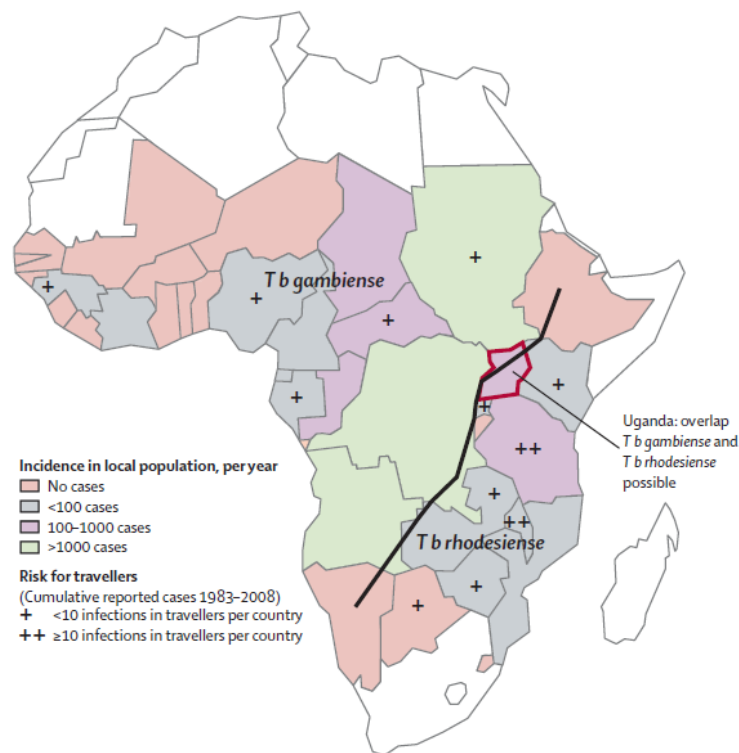 T b gambiense
Uganda: overlap
T b gambiense and
T b rhodesiense
possible
T b rhodesiense
Incidence in local population, per year
No cases
<100 cases
100–1000 cases
>1000 cases
Risk for travellers
(Cumulative reported cases 1983–2008)
+ <10 infections in travellers per country
++ ≥10 infections in travellers per country
+
+
+
+
+
+
+
++
+
++
+
+